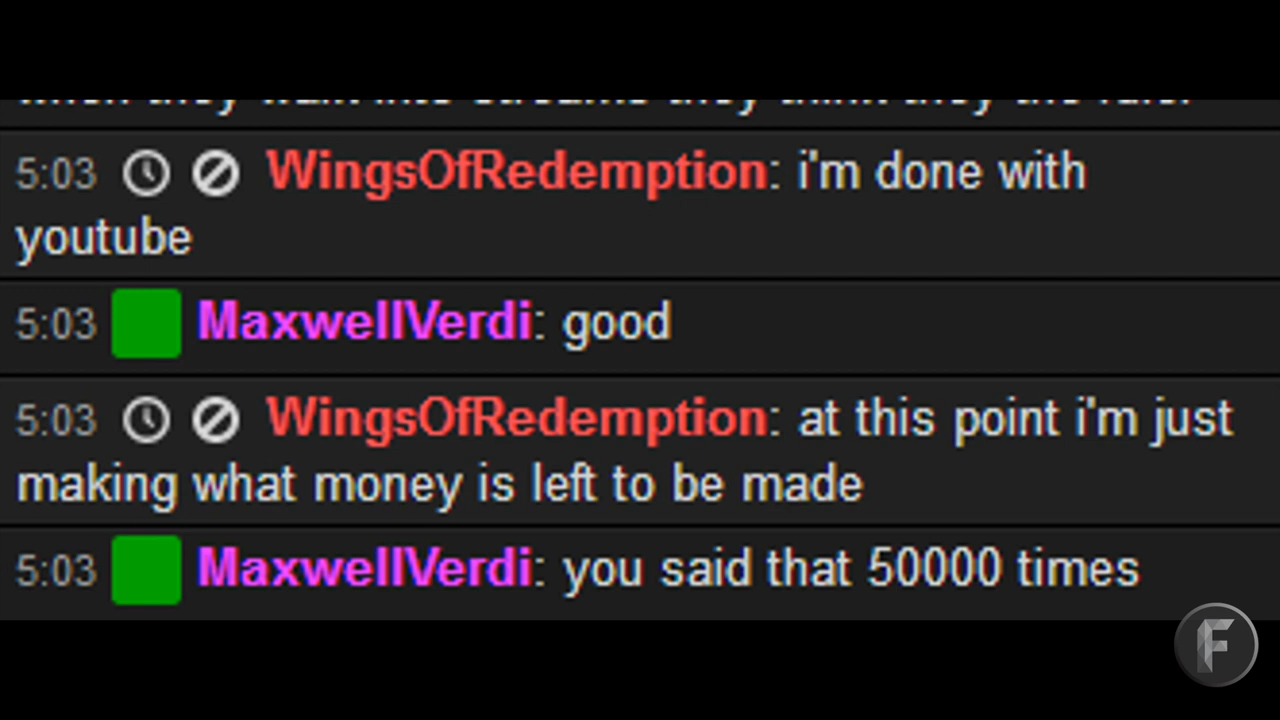 5:03 WingsOfRedemption: i'm done with
youtube
5:03 MaxwellVerdi: good
5:03 WingsOfRedemption: at this point i'm just
making what money is left to be made
5:03 MaxwellVerdi: you said that 50000 times
F